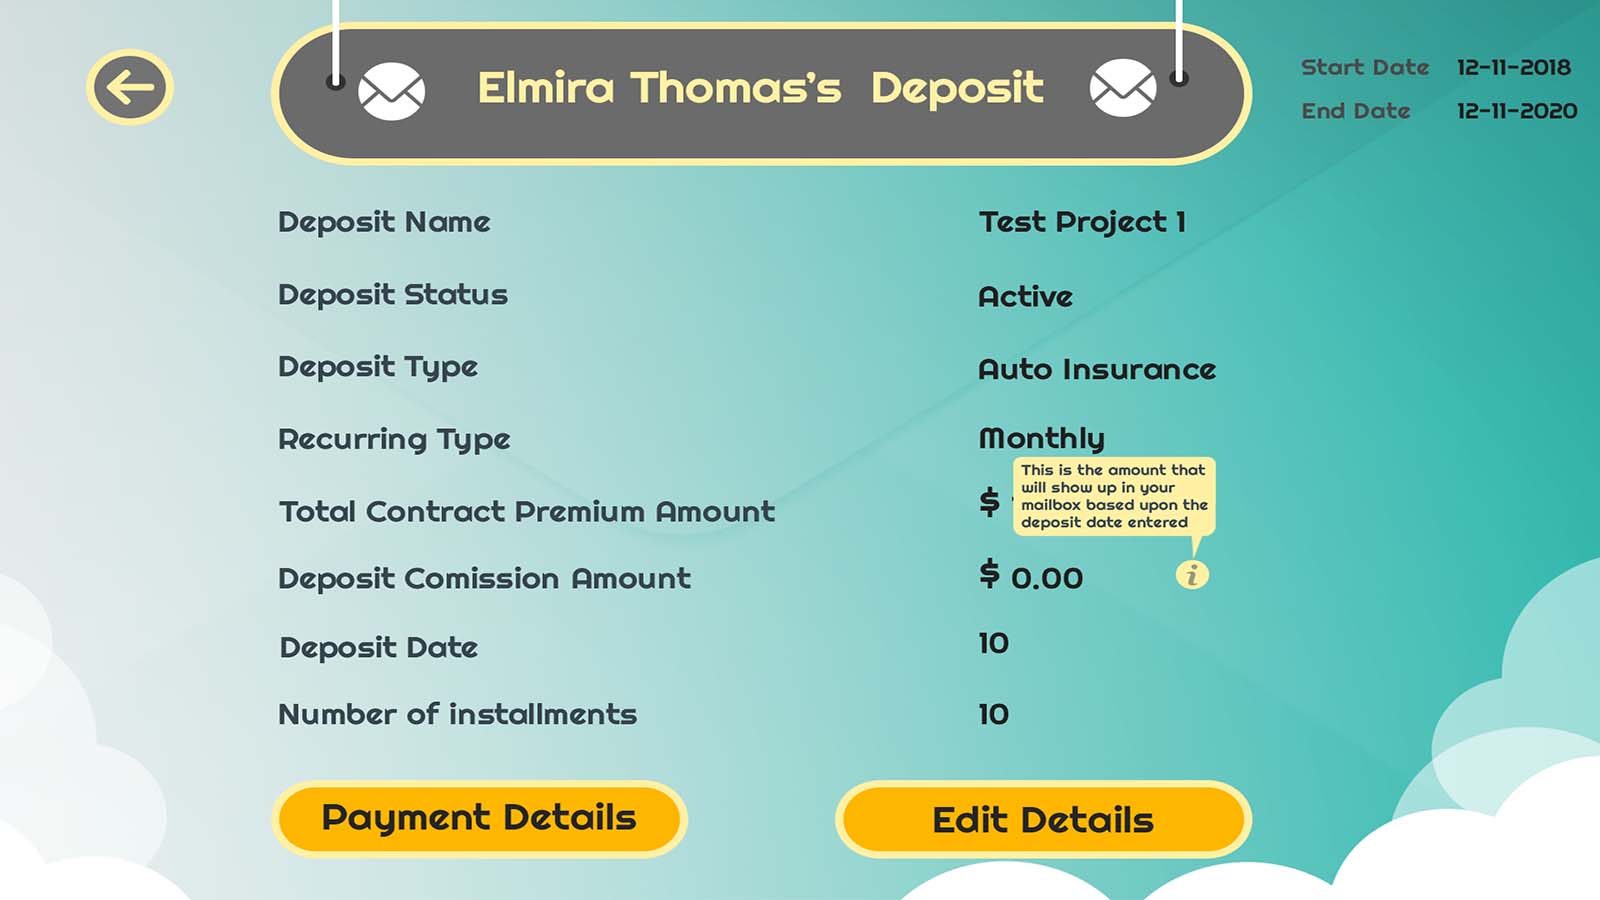 Elmira Thomas's Deposit
Start Date 12-11-2018
End Date 12-11-2020
Deposit Name Test Project 1
Deposit Status Active
Deposit Type Auto Insurance
Recurring Type Monthly
This is the amount that
will show up in your
mailbox based upon the
deposit date entered
Total Contract Premium Amount $
Deposit Comission Amount $ 0.00 i
Deposit Date 10
Number of installments 10
Payment Details Edit Details